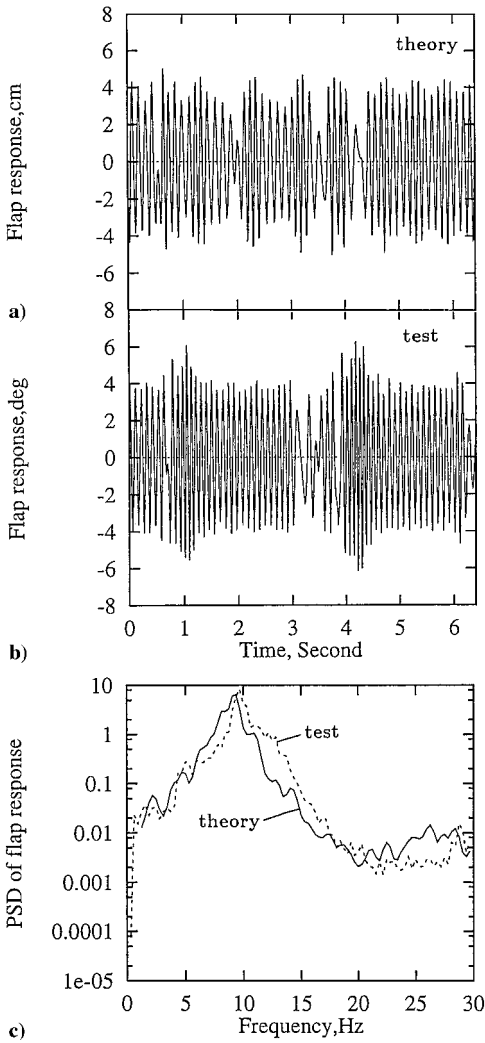 8
6
4
2
0
-2
-4
-6
8
Flap response,cm
theory
a)
6
4
2
0
-2
-4
-6
-8
Flap response,deg
test
0 1 2 3 4 5 6
Time, Second
b)
10
1
0.1
0.01
0.001
0.0001
1e-05
PSD of flap response
test
theory
0 5 10 15 20 25 30
Frequency,Hz
c)